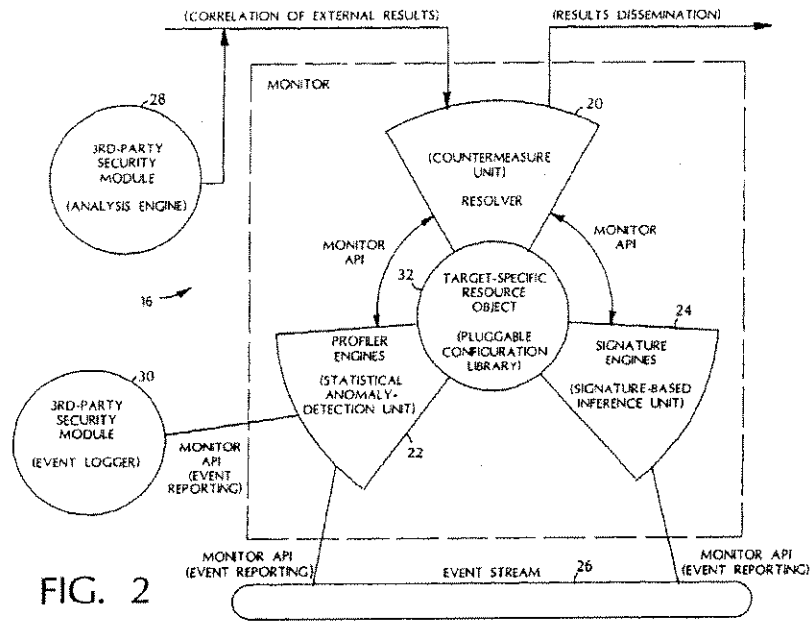 (CORRELATION OF EXTERNAL RESULTS)
(RESULTS DISSEMINATION)
MONITOR
28
3RD-PARTY
SECURITY
MODULE
(ANALYSIS ENGINE)
20
(COUNTERMEASURE
UNIT)
RESOLVER
MONITOR
API
MONITOR
API
16
32
TARGET-SPECIFIC
RESOURCE
OBJECT
(PLUGGABLE
CONFIGURATION
LIBRARY)
PROFILER
ENGINES
(STATISTICAL
ANOMALY-
DETECTION UNIT)
22
24
SIGNATURE
ENGINES
(SIGNATURE-BASED
INFERENCE UNIT)
30
3RD-PARTY
SECURITY
MODULE
(EVENT LOGGER)
MONITOR
API
(EVENT
REPORTING)
MONITOR API
(EVENT REPORTING)
EVENT STREAM
26
MONITOR API
(EVENT REPORTING)
FIG. 2